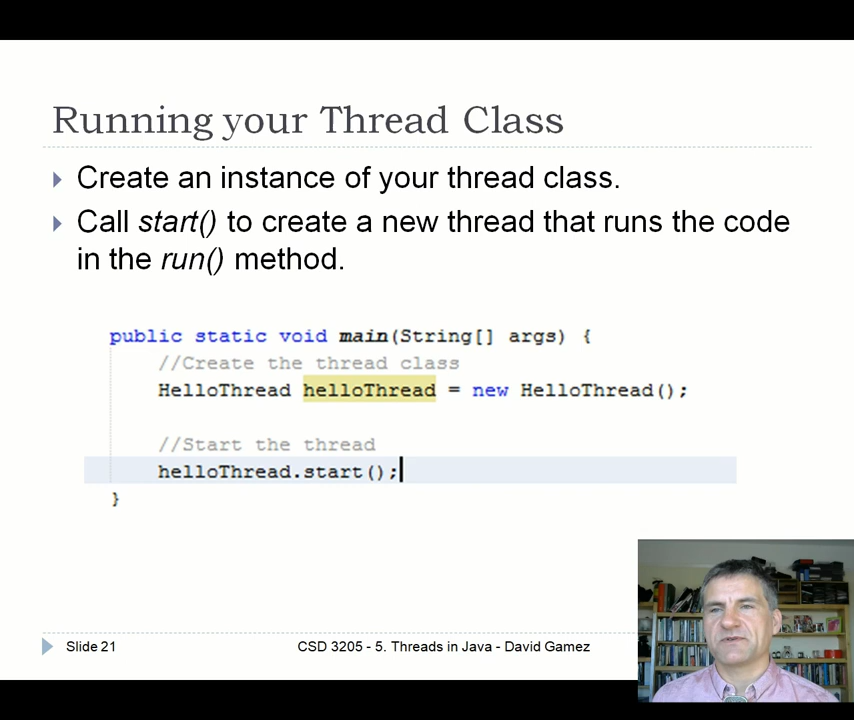 Running your Thread Class
Create an instance of your thread class.
Call start() to create a new thread that runs the code
in the run() method.
public static void main(String[] args) {
//Create the thread class
HelloThread helloThread = new HelloThread();
//Start the thread
helloThread.start();
}
Slide 21
CSD 3205 - 5. Threads in Java - David Gamez